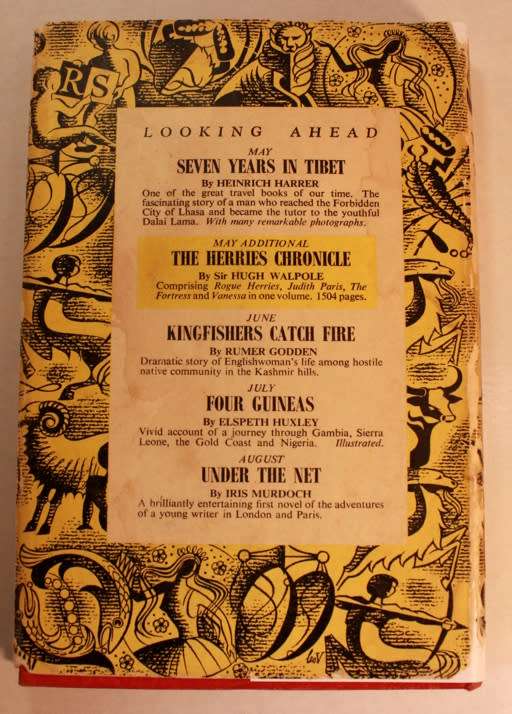 RS
LOOKING AHEAD
MAY
SEVEN YEARS IN TIBET
By HEINRICH HARRER
One of the great travel books of our time. The
fascinating story of a man who reached the Forbidden
City of Lhasa and became the tutor to the youthful
Dalai Lama. With many remarkable photographs.
MAY ADDITIONAL
THE HERRIES CHRONICLE
By Sir HUGH WALPOLE
Comprising Rogue Herries, Judith Paris, The
Fortress and Vanessa in one volume. 1504 pages.
JUNE
KINGFISHERS CATCH FIRE
By RUMER GODDEN
Dramatic story of Englishwoman's life among hostile
native community in the Kashmir hills.
JULY
FOUR GUINEAS
By ELSPETH HUXLEY
Vivid account of a journey through Gambia, Sierra
Leone, the Gold Coast and Nigeria. Illustrated.
AUGUST
UNDER THE NET
By IRIS MURDOCH
A brilliantly entertaining first novel of the adventures
of a young writer in London and Paris.